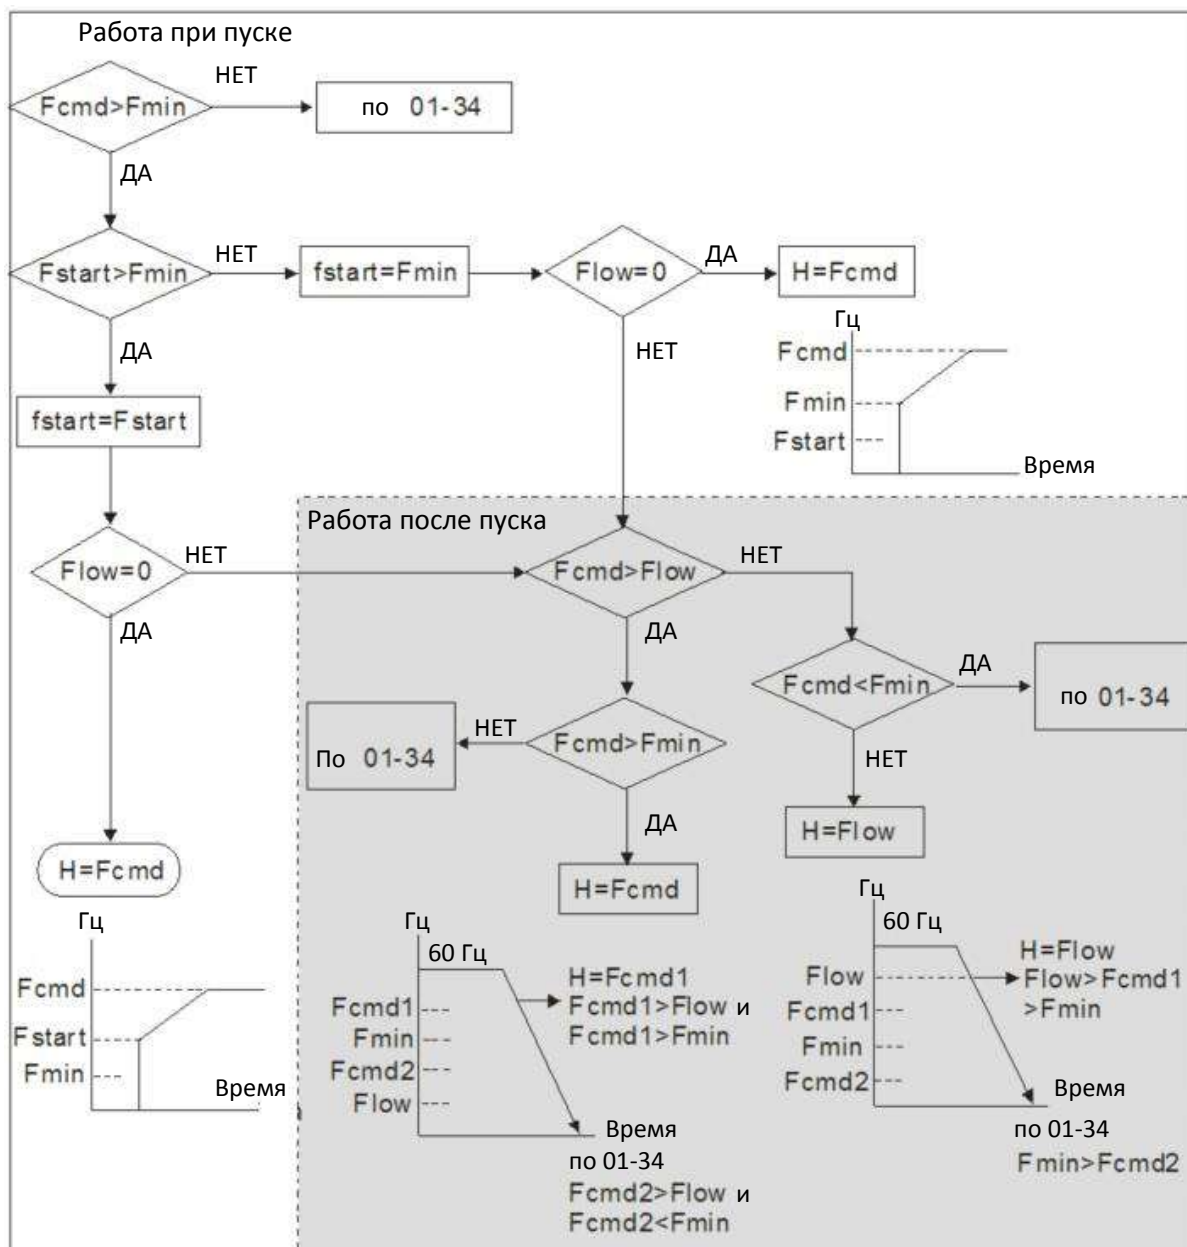 Работа при пуске
Fcmd>Fmin
НЕТ
по 01-34
ДА
Fstart>Fmin
НЕТ
fstart=Fmin
Flow=0
ДА
H=Fcmd
ДА
НЕТ
fstart=Fstart
Гц
Fcmd
Fmin
Fstart
Время
Работа после пуска
Flow=0
НЕТ
Fcmd>Flow
НЕТ
ДА
ДА
Fcmd<Fmin
ДА
по 01-34
По 01-34
НЕТ
Fcmd>Fmin
НЕТ
ДА
H=Flow
H=Fcmd
H=Fcmd
Гц
Fcmd
Fstart
Fmin
Время
Гц
60 Гц
Fcmd1
Fmin
Fcmd2
Flow
H=Fcmd1
Fcmd1>Flow и
Fcmd1>Fmin
Время
по 01-34
Fcmd2>Flow и
Fcmd2<Fmin
Гц
60 Гц
Flow
Fcmd1
Fmin
Fcmd2
H=Flow
Flow>Fcmd1
>Fmin
Время
по 01-34
Fmin>Fcmd2